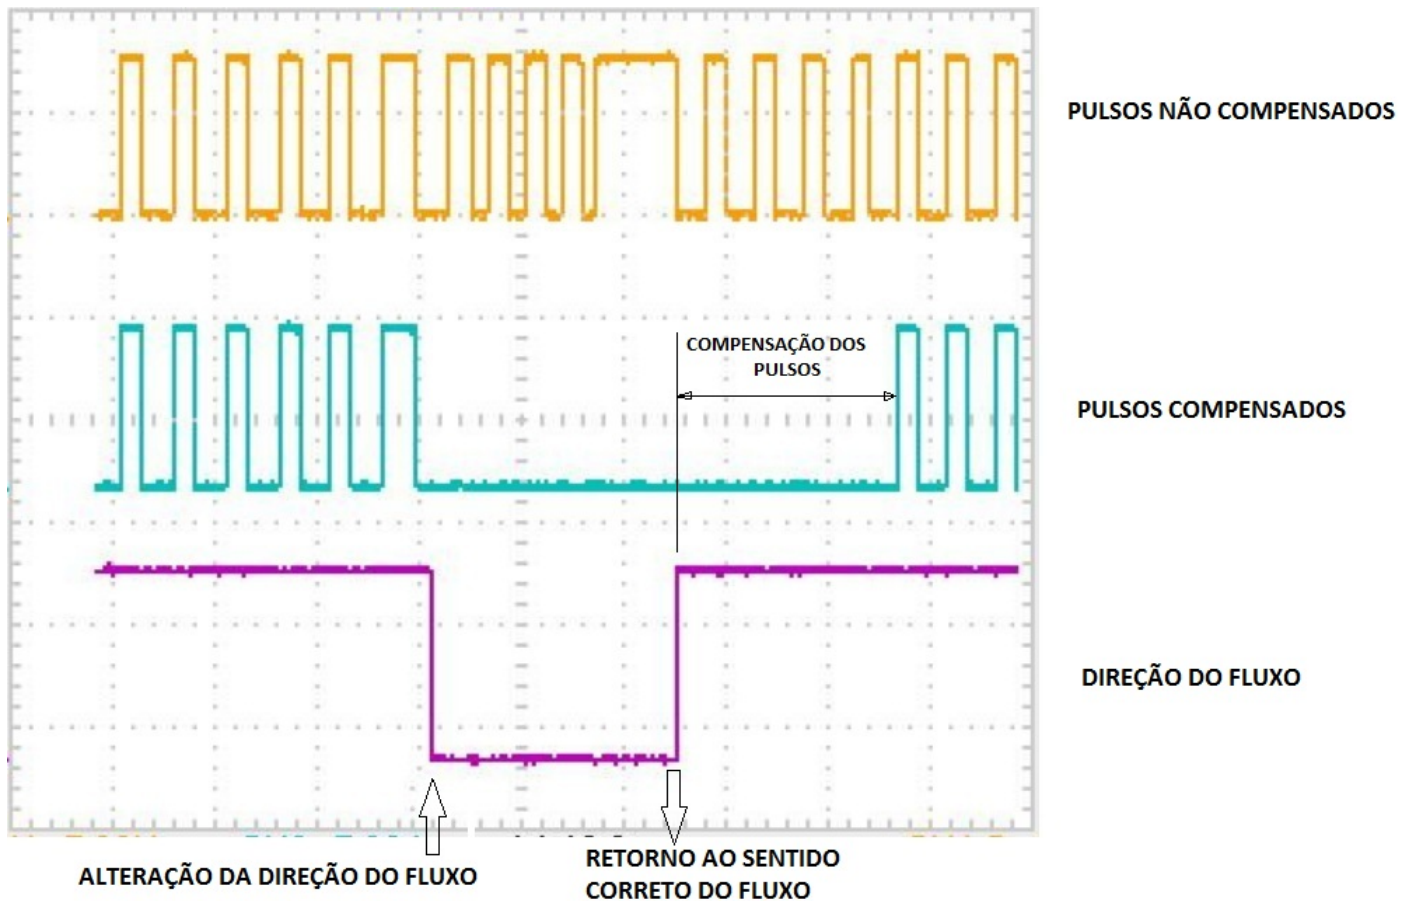 PULSOS NÃO COMPENSADOS
COMPENSAÇÃO DOS
PULSOS
PULSOS COMPENSADOS
DIREÇÃO DO FLUXO
ALTERAÇÃO DA DIREÇÃO DO FLUXO
RETORNO AO SENTIDO
CORRETO DO FLUXO